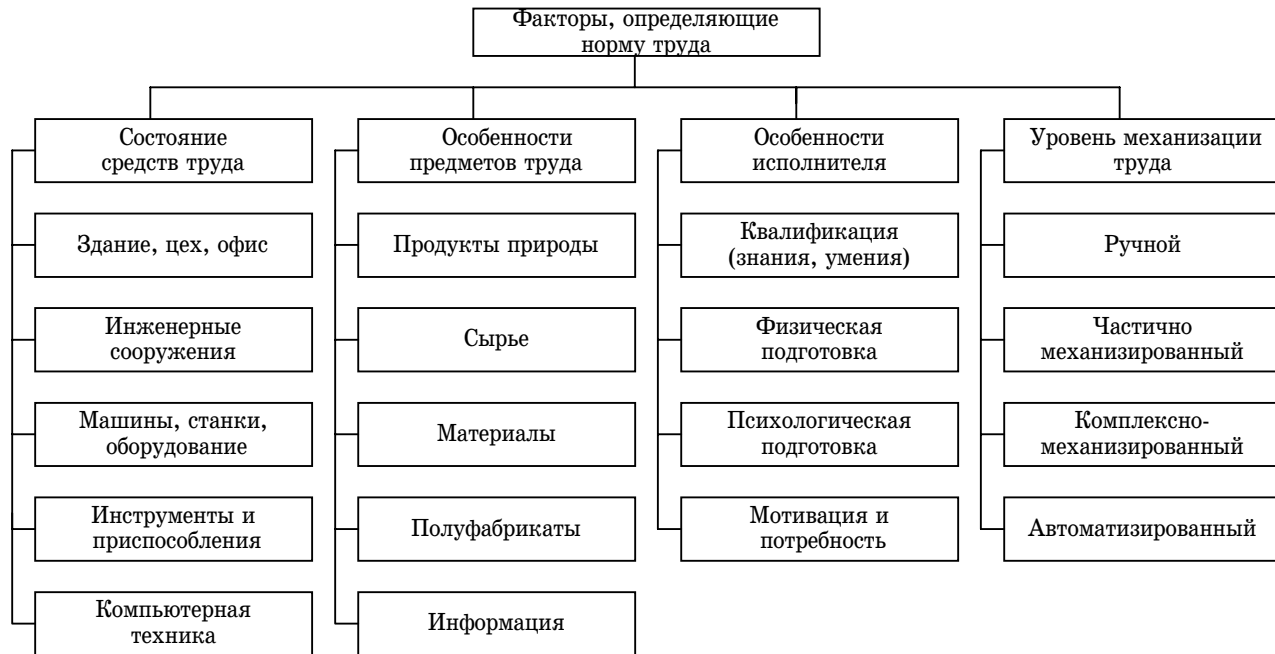 Факторы, определяющие
норму труда
Состояние
средств труда
Здание, цех, офис
Инженерные
сооружения
Машины, станки,
оборудование
Инструменты и
приспособления
Компьютерная
техника
Особенности
предметов труда
Продукты природы
Сырье
Материалы
Полуфабрикаты
Информация
Особенности
исполнителя
Квалификация
(знания, умения)
Физическая
подготовка
Психологическая
подготовка
Мотивация и
потребность
Уровень механизации
труда
Ручной
Частично
механизированный
Комплексно-
механизированный
Автоматизированный